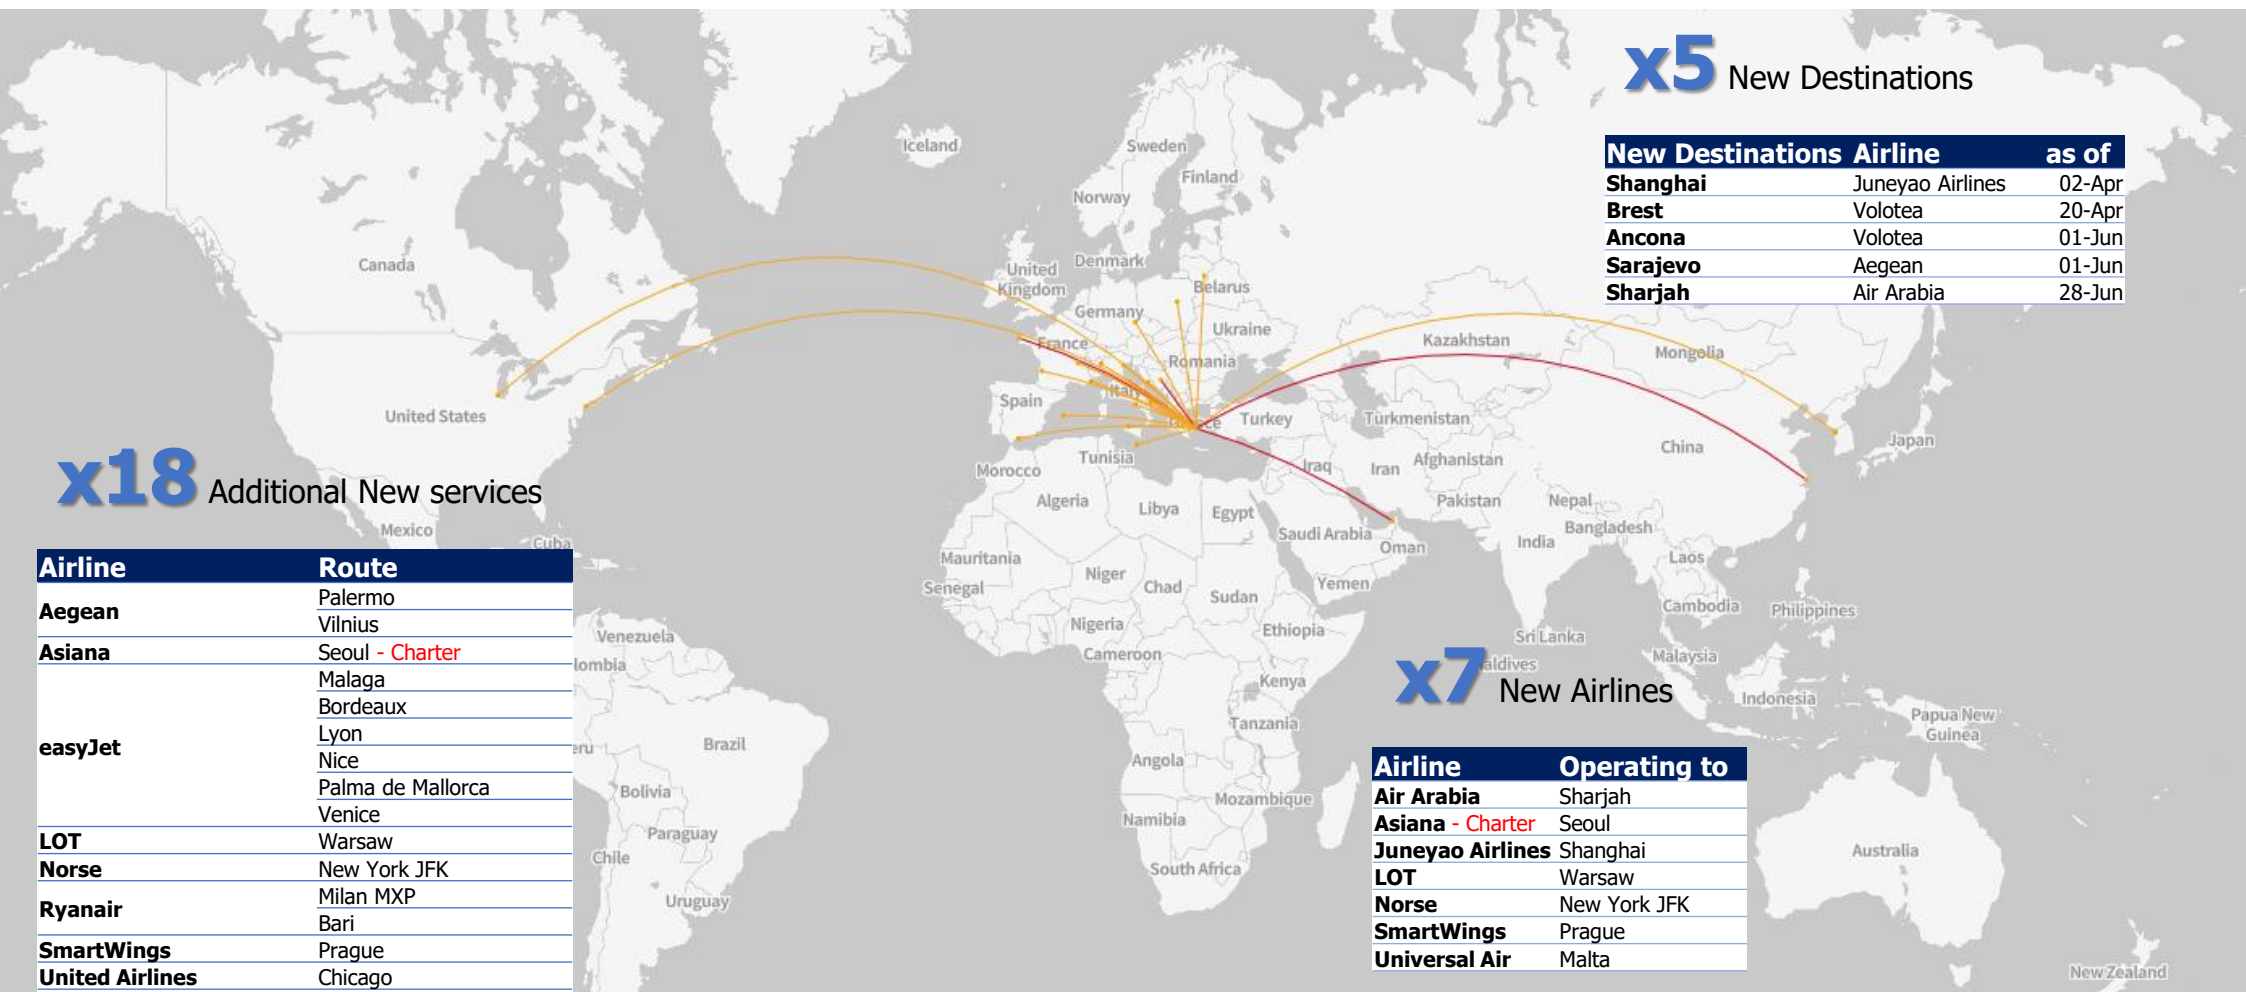 x5 New Destinations
New Destinations Airline as of
Shanghai Juneyao Airlines 02-Apr
Brest Volotea 20-Apr
Ancona Volotea 01-Jun
Sarajevo Aegean 01-Jun
Sharjah Air Arabia 28-Jun
Iceland
Sweden
Finland
Norway
Canada
United Kingdom
Denmark
Belarus
Germany
Ukraine
France
Romania
Kazakhstan
Mongolia
Italy
Spain
United States
Turkey
Turkmenistan
China
Japan
Morocco
Tunisia
Iraq
Iran
Afghanistan
Algeria
Libya
Egypt
Pakistan
Nepal
Bangladesh
Saudi Arabia
Oman
India
Mexico
Cuba
Laos
Mauritania
Niger
Chad
Sudan
Yemen
Senegal
Cambodia
Philippines
Nigeria
Ethiopia
Sri Lanka
Venezuela
Cameroon
Malaysia
lombia
aldives
Kenya
Indonesia
Papua New
Guinea
Tanzania
Brazil
eru
Angola
Bolivia
Mozambique
Namibia
Paraguay
Chile
South Africa
Uruguay
Australia
New Zealand
x18 Additional New services
Airline Route
Aegean Palermo
Vilnius
Asiana Seoul - Charter
easyJet Malaga
Bordeaux
Lyon
Nice
Palma de Mallorca
Venice
LOT Warsaw
Norse New York JFK
Ryanair Milan MXP
Bari
SmartWings Prague
United Airlines Chicago
x7 New Airlines
Airline Operating to
Air Arabia Sharjah
Asiana - Charter Seoul
Juneyao Airlines Shanghai
LOT Warsaw
Norse New York JFK
SmartWings Prague
Universal Air Malta